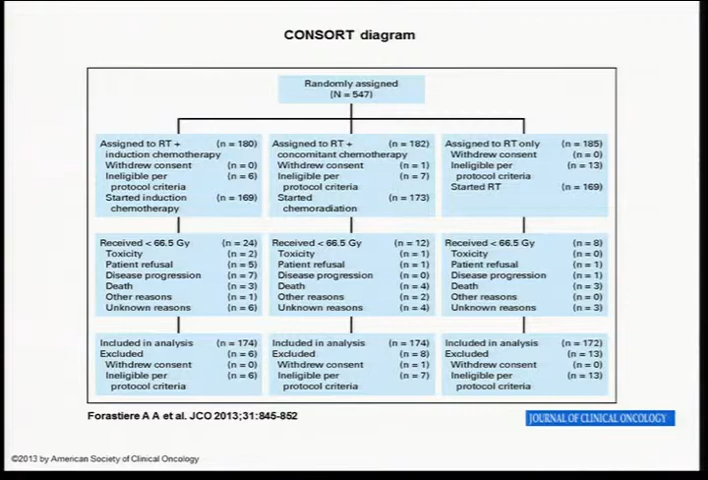 CONSORT diagram
Randomly assigned
(N = 547)
Assigned to RT + (n = 180)
induction chemotherapy
Withdrew consent (n = 0)
Ineligible per (n = 6)
protocol criteria
Started induction (n = 169)
chemotherapy
Assigned to RT + (n = 182)
concomitant chemotherapy
Withdrew consent (n = 1)
Ineligible per (n = 7)
protocol criteria
Started (n = 173)
chemoradiation
Assigned to RT only (n = 185)
Withdrew consent (n = 0)
Ineligible per (n = 13)
protocol criteria
Started RT (n = 169)
Received < 66.5 Gy (n = 24)
Toxicity (n = 2)
Patient refusal (n = 5)
Disease progression (n = 7)
Death (n = 3)
Other reasons (n = 1)
Unknown reasons (n = 6)
Received < 66.5 Gy (n = 12)
Toxicity (n = 1)
Patient refusal (n = 1)
Disease progression (n = 0)
Death (n = 4)
Other reasons (n = 2)
Unknown reasons (n = 4)
Received < 66.5 Gy (n = 8)
Toxicity (n = 0)
Patient refusal (n = 1)
Disease progression (n = 1)
Death (n = 3)
Other reasons (n = 0)
Unknown reasons (n = 3)
Included in analysis (n = 174)
Excluded (n = 6)
Withdrew consent (n = 0)
Ineligible per (n = 6)
protocol criteria
Included in analysis (n = 174)
Excluded (n = 8)
Withdrew consent (n = 1)
Ineligible per (n = 7)
protocol criteria
Included in analysis (n = 172)
Excluded (n = 13)
Withdrew consent (n = 0)
Ineligible per (n = 13)
protocol criteria
Forastiere A A et al. JCO 2013;31:845-852
JOURNAL OF CLINICAL ONCOLOGY
©2013 by American Society of Clinical Oncology